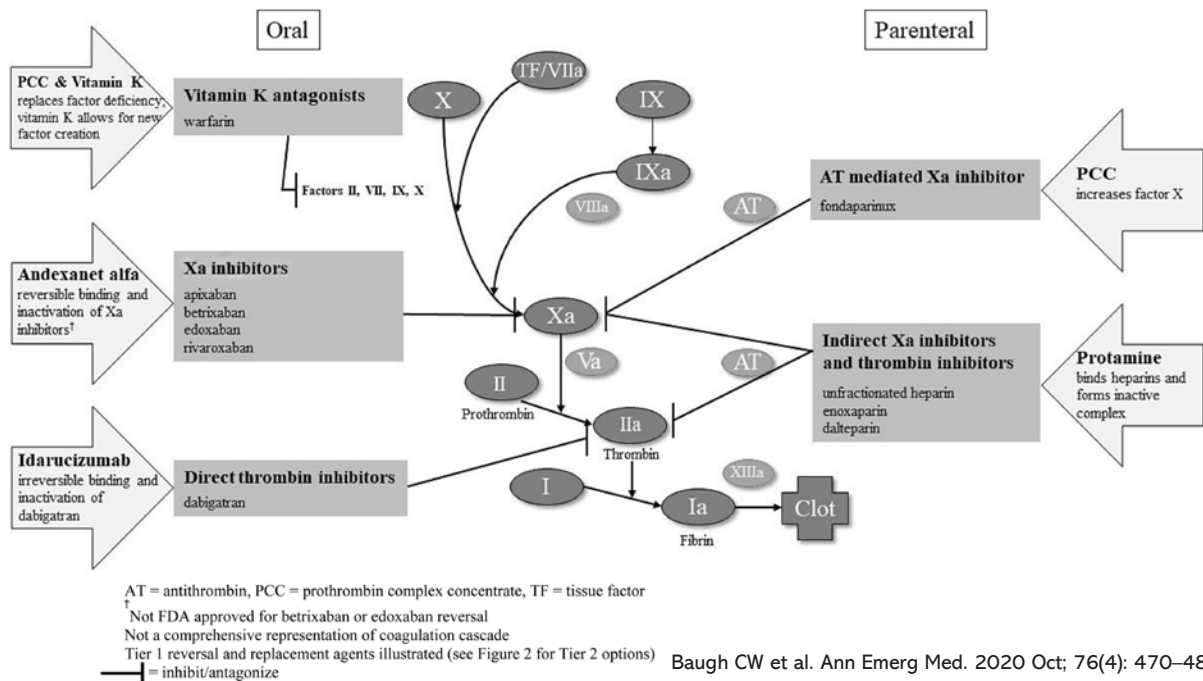 Oral
Parenteral
PCC & Vitamin K
replaces factor deficiency;
vitamin K allows for new
factor creation
Vitamin K antagonists
warfarin
Factors II, VII, IX, X
X
TF/VIIa
IX
IXa
VIIIa
AT
AT mediated Xa inhibitor
fondaparinux
PCC
increases factor X
Andexanet alfa
reversible binding and
inactivation of Xa
inhibitors†
Xa inhibitors
apixaban
betrixaban
edoxaban
rivaroxaban
Xa
Va
AT
II
Prothrombin
IIa
Thrombin
Indirect Xa inhibitors
and thrombin inhibitors
unfractionated heparin
enoxaparin
dalteparin
Protamine
binds heparins and
forms inactive
complex
Idarucizumab
irreversible binding and
inactivation of
dabigatran
Direct thrombin inhibitors
dabigatran
I
Ia
Fibrin
XIIIa
Clot
AT = antithrombin, PCC = prothrombin complex concentrate, TF = tissue factor
†Not FDA approved for betrixaban or edoxaban reversal
Not a comprehensive representation of coagulation cascade
Tier 1 reversal and replacement agents illustrated (see Figure 2 for Tier 2 options)
= inhibit/antagonize
Baugh CW et al. Ann Emerg Med. 2020 Oct; 76(4): 470–48